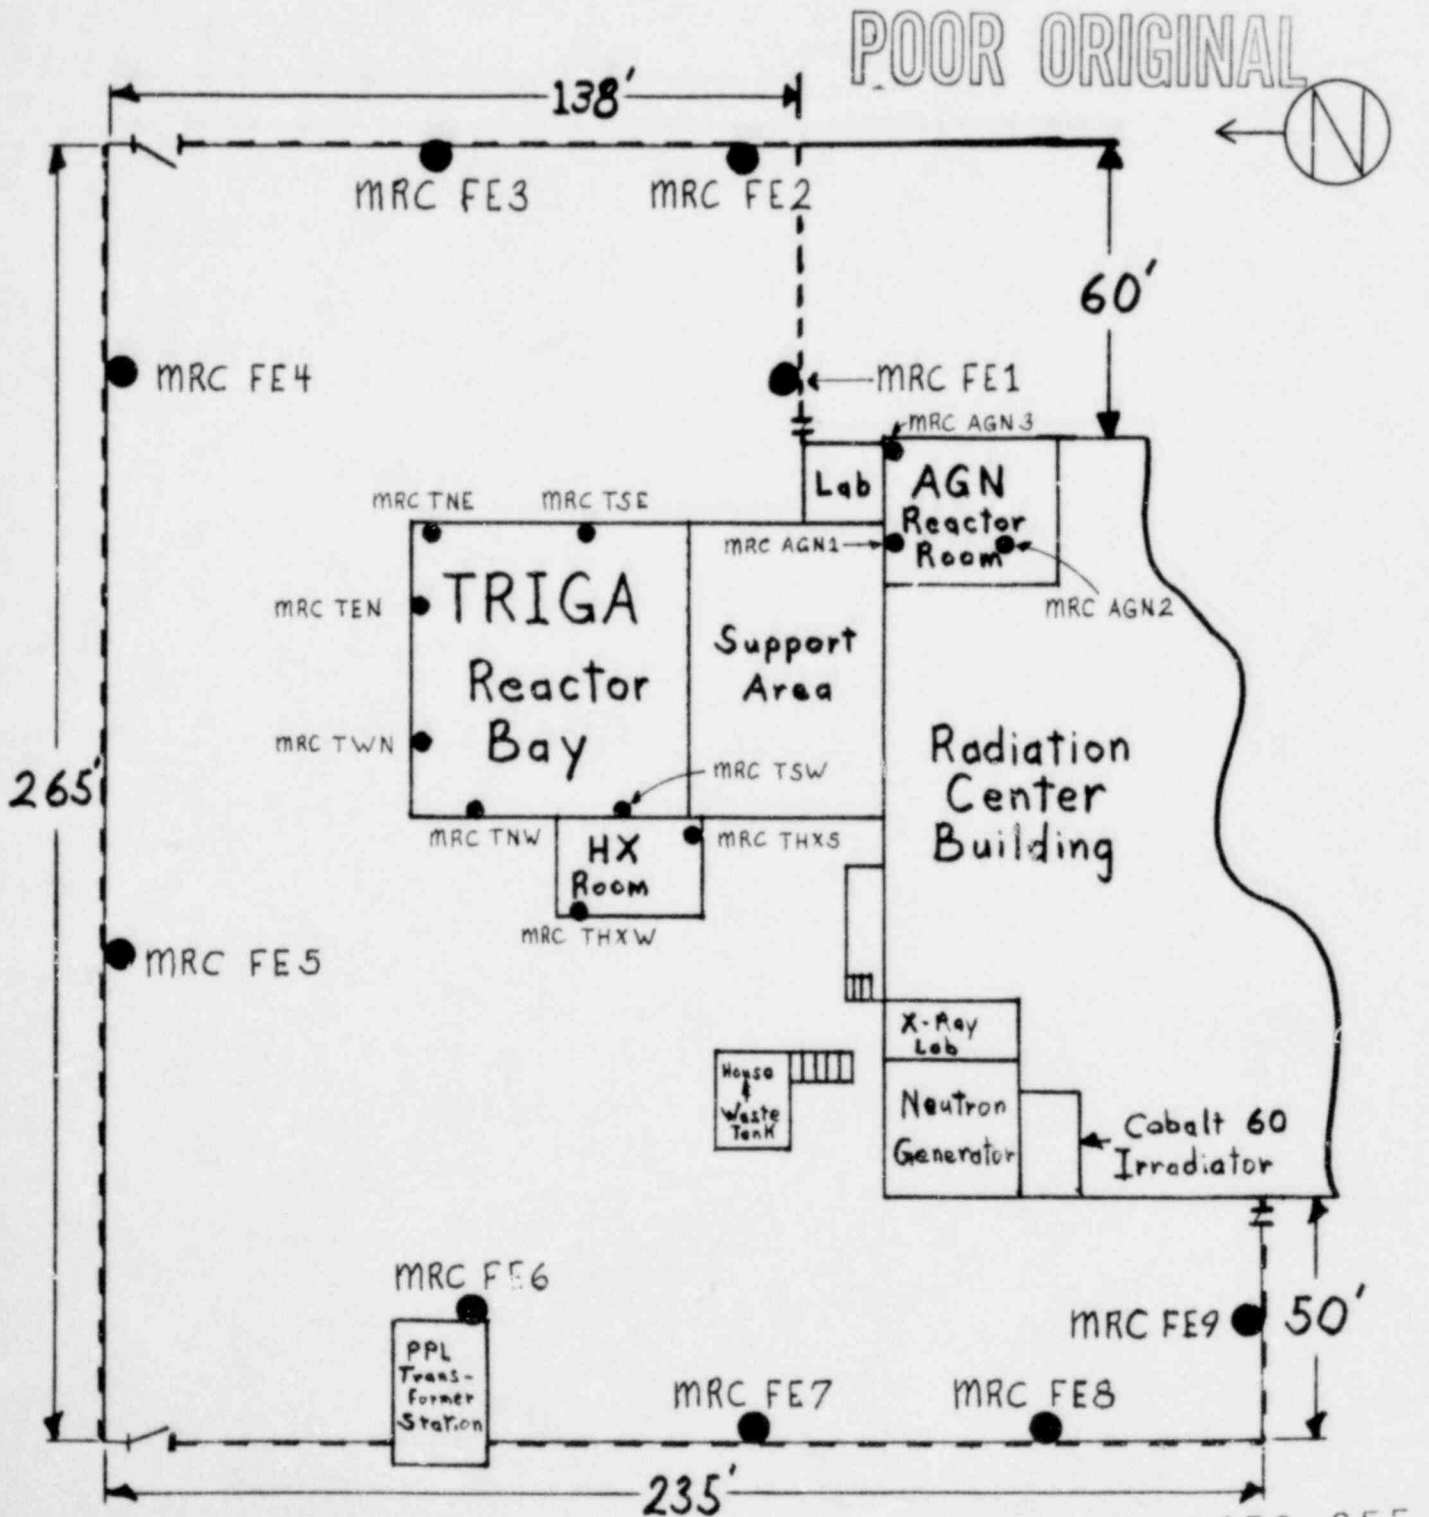 POOR ORIGINAL
138'
N
MRC FE3
MRC FE2
60'
MRC FE4
MRC FE1
MRC AGN3
Lab
AGN
Reactor
Room
MRC TNE
MRC TSE
MRC AGN1
MRC AGN2
MRC TEN
TRIGA
Reactor
Bay
Support
Area
MRC TWN
MRC TSW
Radiation
Center
Building
265'
MRC TNW
HX
Room
MRC THXS
MRC THXW
MRC FE5
X-Ray
Lab
House
Waste
Tank
Neutron
Generator
Cobalt 60
Irradiator
MRC FE6
PPL
Trans-
former
Station
MRC FE7
MRC FE8
MRC FE9
50'
235'